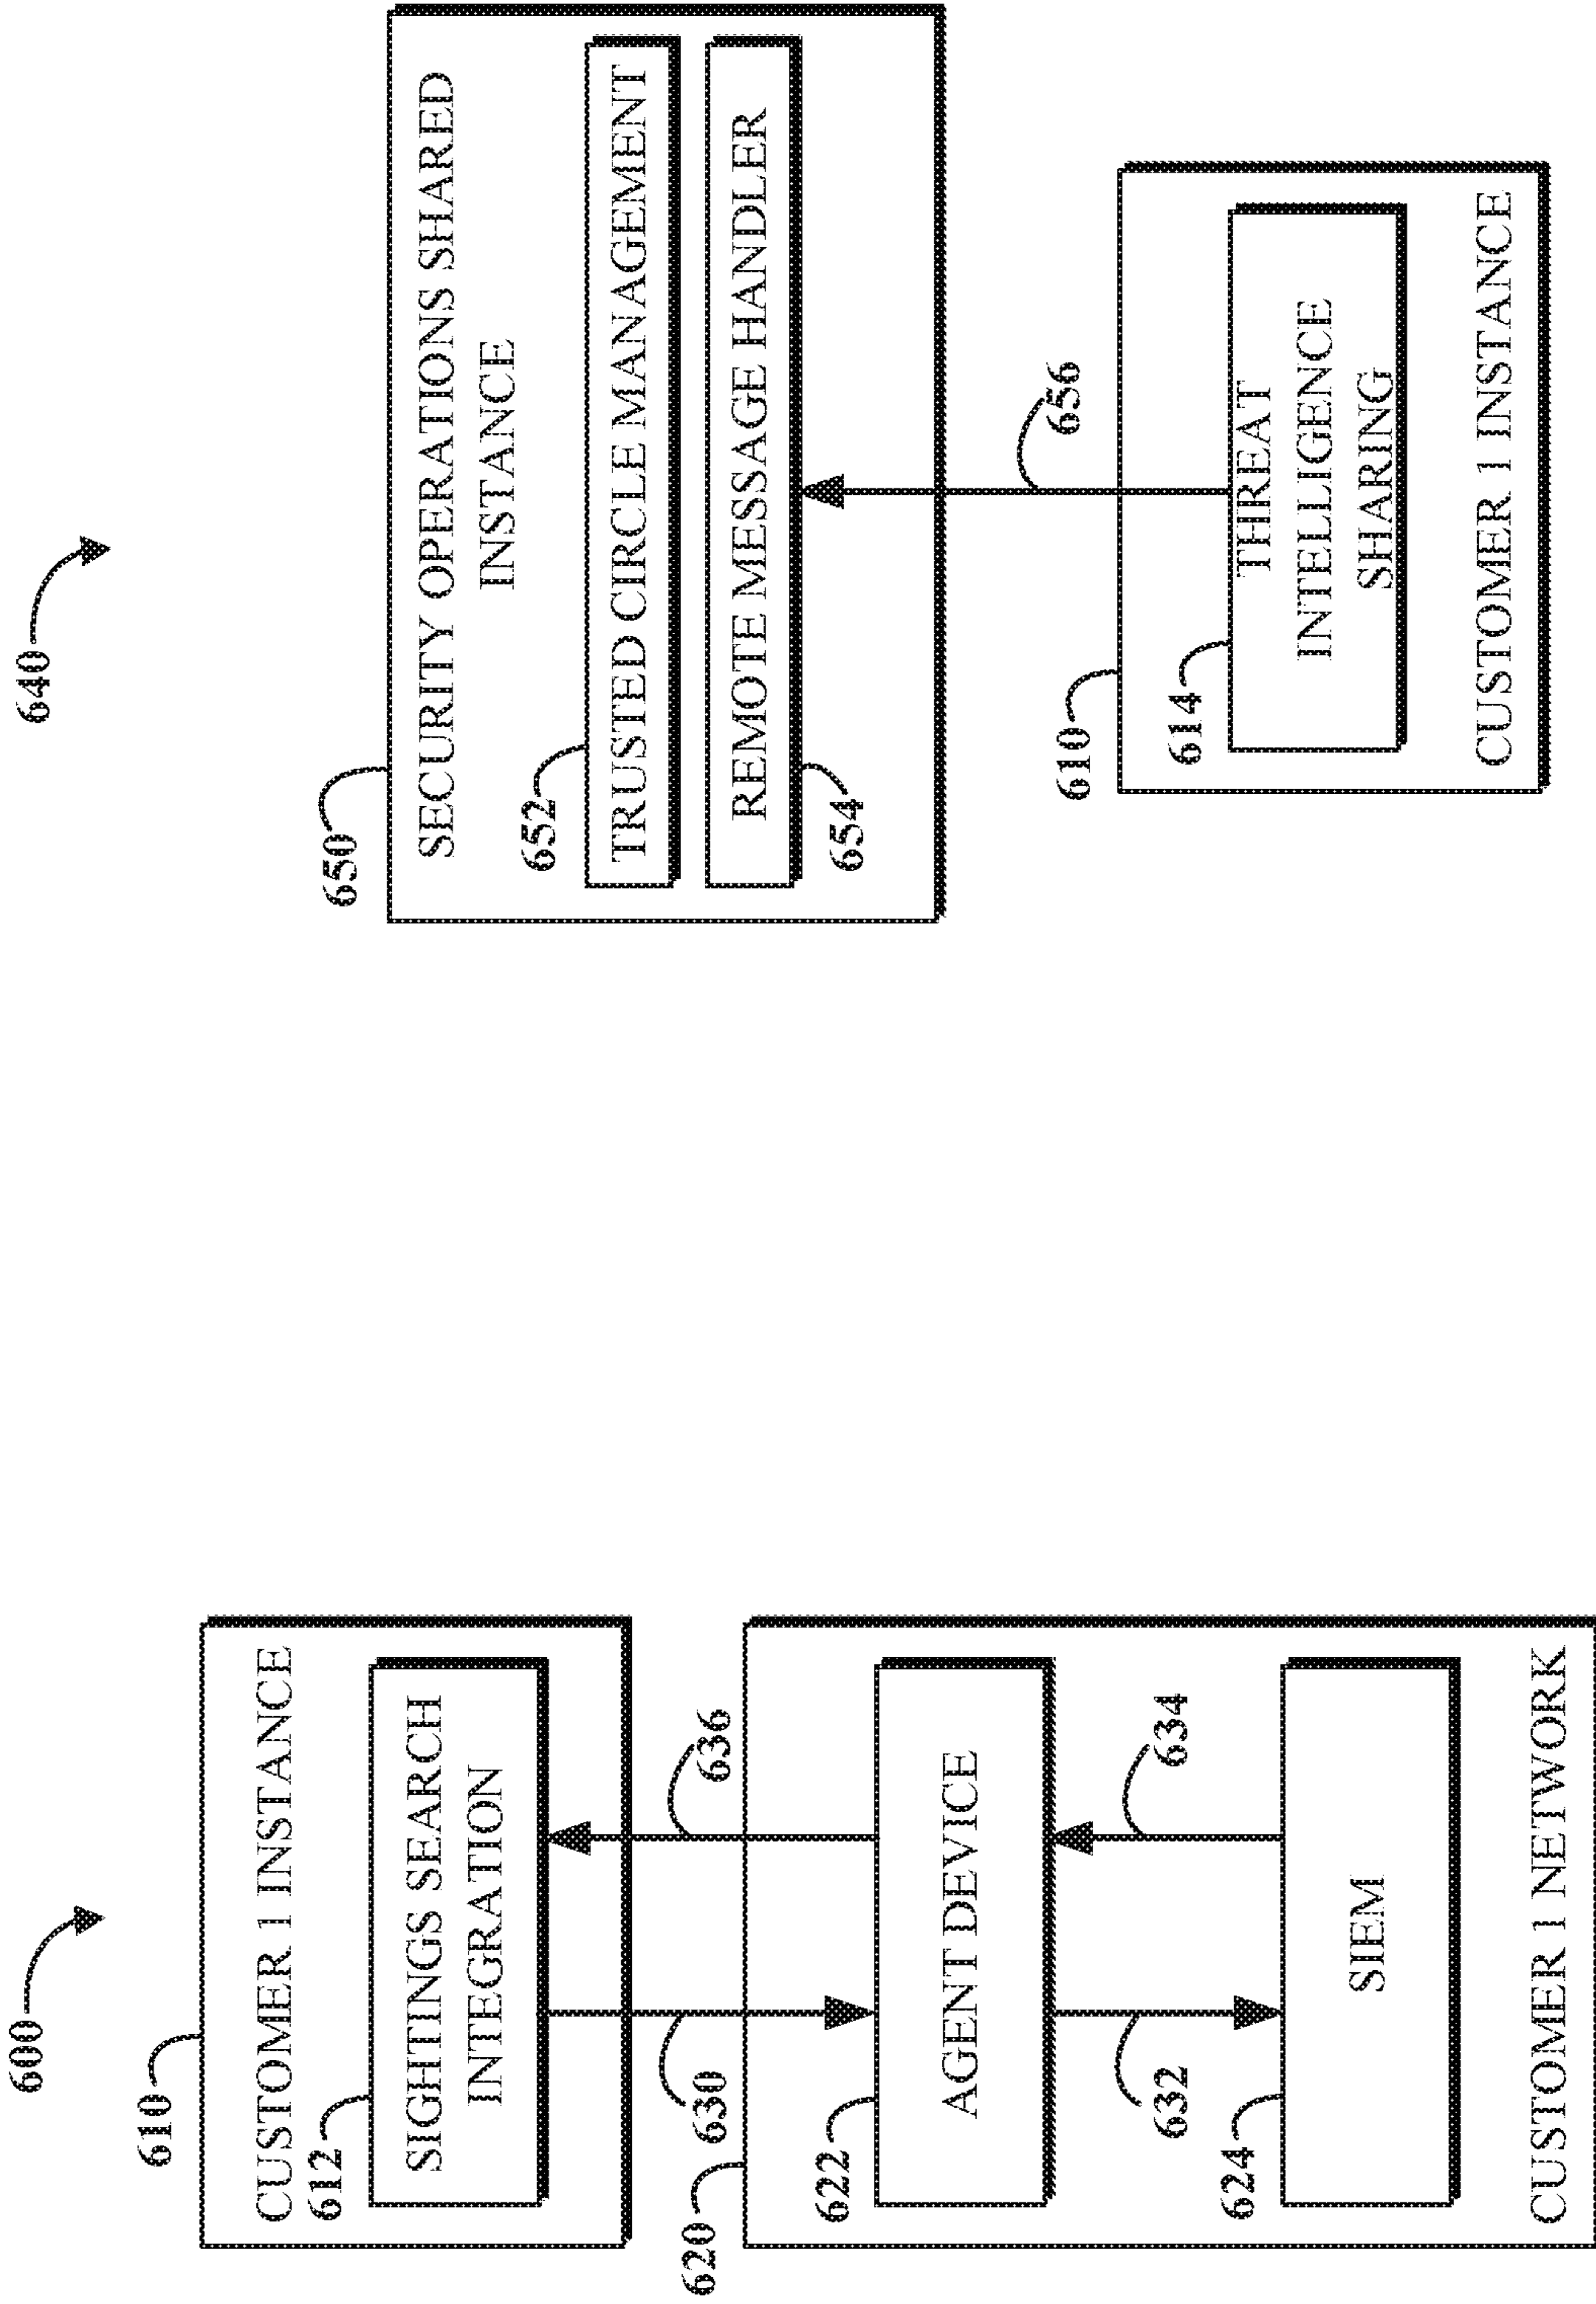 600
610
CUSTOMER 1 INSTANCE
612
SIGHTINGS SEARCH
INTEGRATION
630
636
620
622
AGENT DEVICE
632
634
624
SIEM
CUSTOMER 1 NETWORK
640
650
SECURITY OPERATIONS SHARED
INSTANCE
652
TRUSTED CIRCLE MANAGEMENT
REMOTE MESSAGE HANDLER
654
656
610
614
THREAT
INTELLIGENCE
SHARING
CUSTOMER 1 INSTANCE